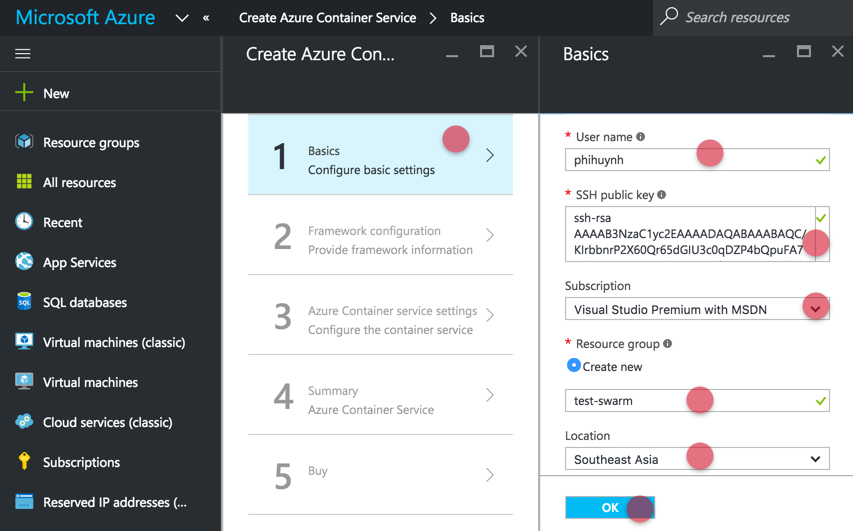 Microsoft Azure
«
Create Azure Container Service > Basics
Search resources
New
Resource groups
All resources
Recent
App Services
SQL databases
Virtual machines (classic)
Virtual machines
Cloud services (classic)
Subscriptions
Reserved IP addresses (...
Create Azure Con...
1
Basics
Configure basic settings
2
Framework configuration
Provide framework information
3
Azure Container service settings
Configure the container service
4
Summary
Azure Container Service
5
Buy
Basics
* User name
phihuynh
* SSH public key
ssh-rsa
AAAAB3NzaC1yc2EAAAADAQABAAABAQC/
KIrbbnrP2X60Qr65dGIU3c0qDZP4bQpuFA7
Subscription
Visual Studio Premium with MSDN
* Resource group
Create new
test-swarm
Location
Southeast Asia
OK